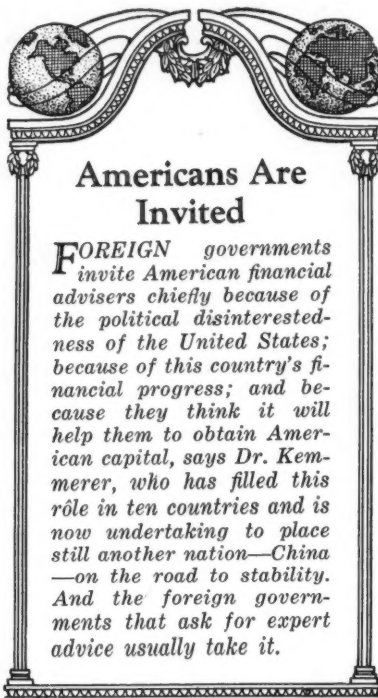 Americans Are
Invited
FOREIGN governments
invite American financial
advisers chiefly because of
the political disinterested-
ness of the United States;
because of this country's fi-
nancial progress; and be-
cause they think it will
help them to obtain Amer-
ican capital, says Dr. Kem-
merer, who has filled this
rôle in ten countries and is
now undertaking to place
still another nation—China
—on the road to stability.
And the foreign govern-
ments that ask for expert
advice usually take it.